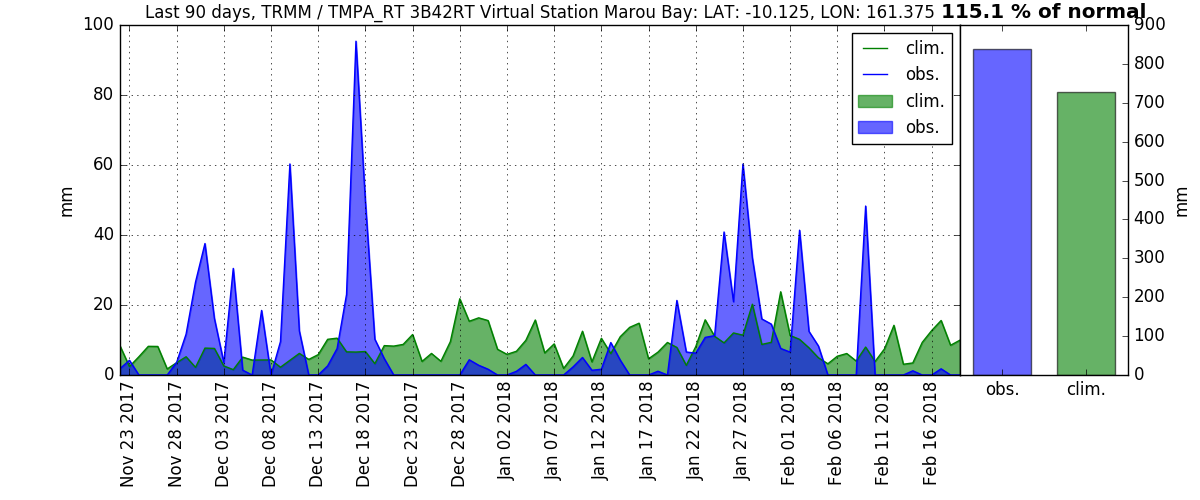 Last 90 days, TRMM / TMPA_RT 3B42RT Virtual Station Marou Bay: LAT: -10.125, LON: 161.375 115.1 % of normal
100
80
60
40
20
0
mm
clim.
obs.
clim.
obs.
900
800
700
600
500
400
300
200
100
0
mm
Nov 23 2017
Nov 28 2017
Dec 03 2017
Dec 08 2017
Dec 13 2017
Dec 18 2017
Dec 23 2017
Dec 28 2017
Jan 02 2018
Jan 07 2018
Jan 12 2018
Jan 17 2018
Jan 22 2018
Jan 27 2018
Feb 01 2018
Feb 06 2018
Feb 11 2018
Feb 16 2018
obs.
clim.